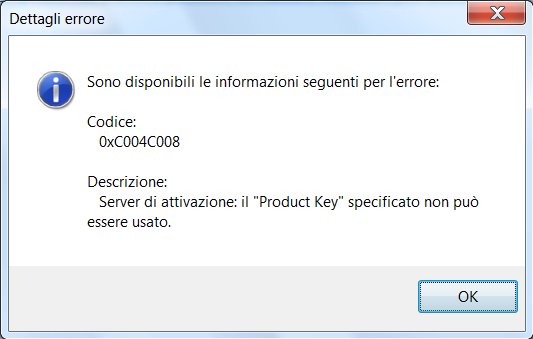 Dettagli errore
Sono disponibili le informazioni seguenti per l'errore:
Codice:
0xC004C008
Descrizione:
Server di attivazione: il "Product Key" specificato non può
essere usato.
OK